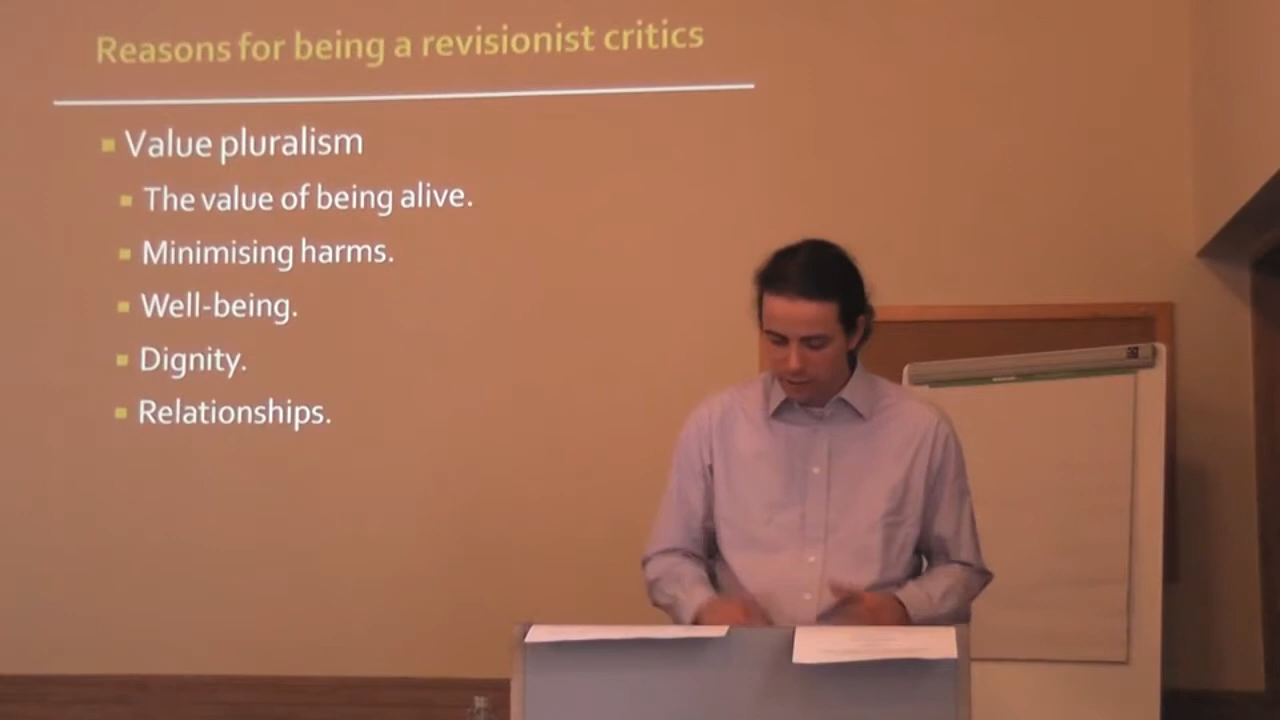 Reasons for being a revisionist critics
Value pluralism
The value of being alive.
Minimising harms.
Well-being.
Dignity.
Relationships.